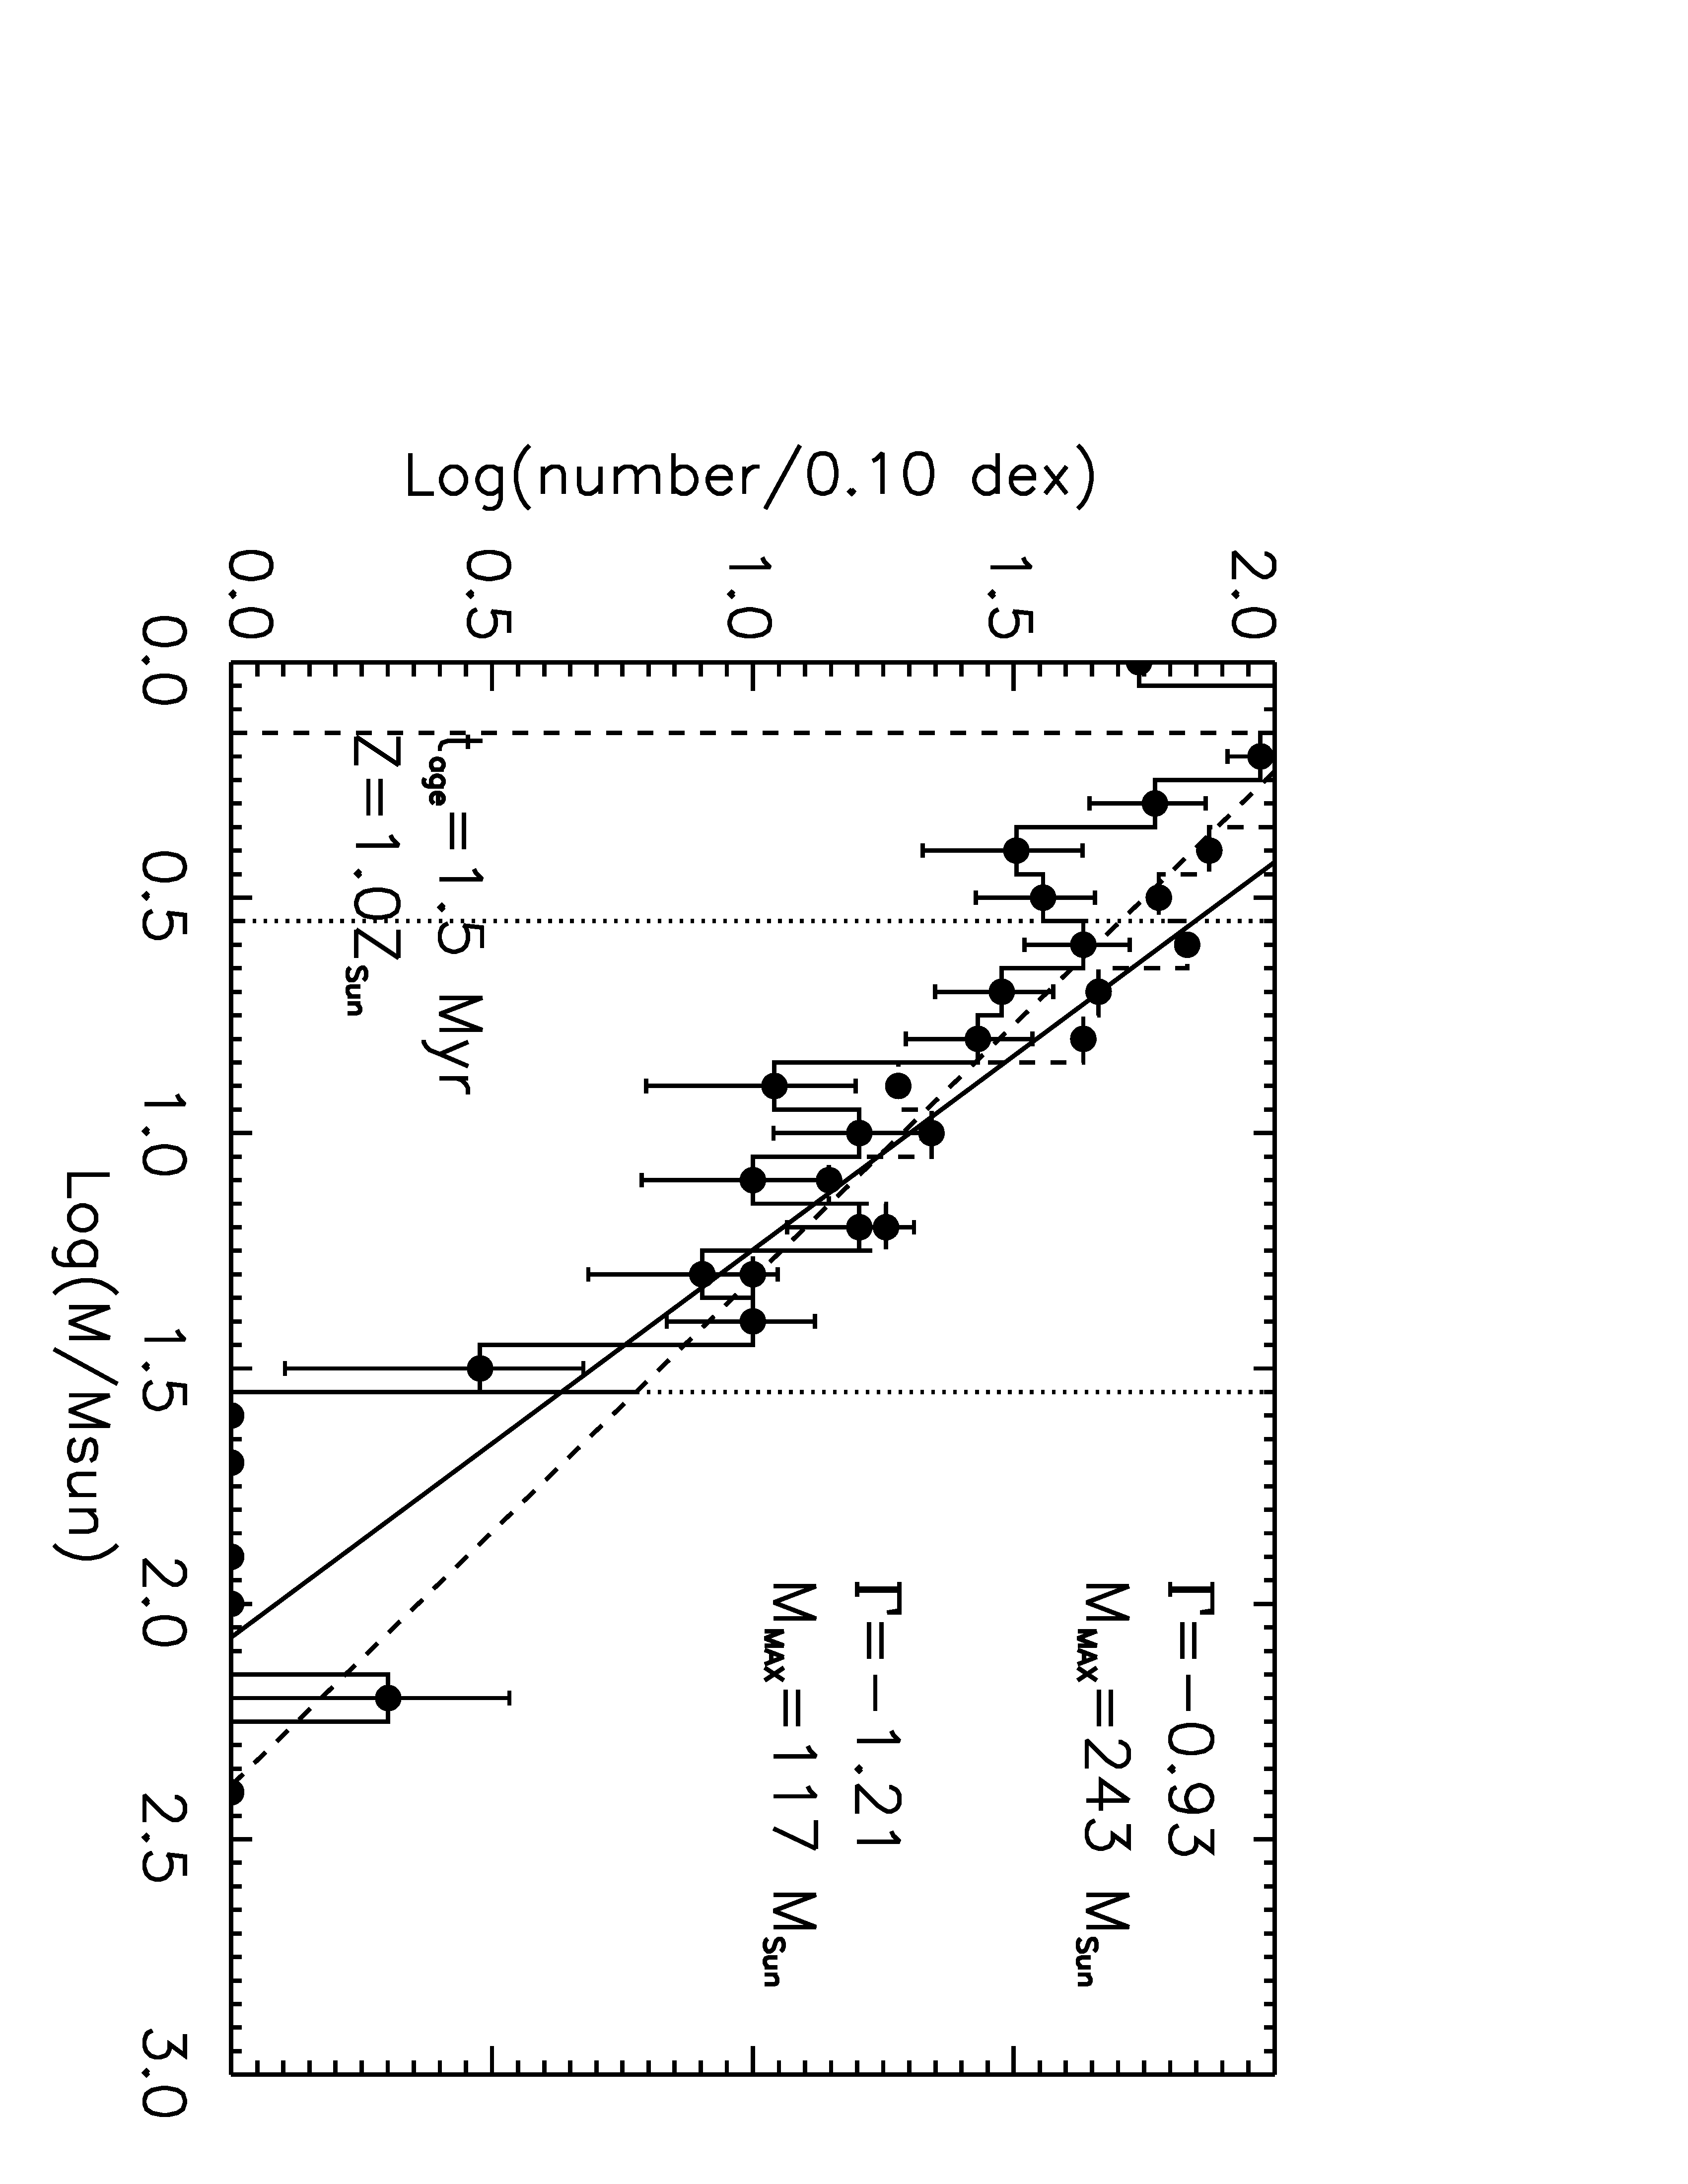 Log(number/0.10 dex)
2.0
1.5
1.0
0.5
0.0
Γ=−0.93
M_MAX=243 M_Sun
Γ=−1.21
M_MAX=117 M_Sun
t_age=1.5 Myr
Z=1.0Z_Sun
0.0 0.5 1.0 1.5 2.0 2.5 3.0
Log(M/Msun)